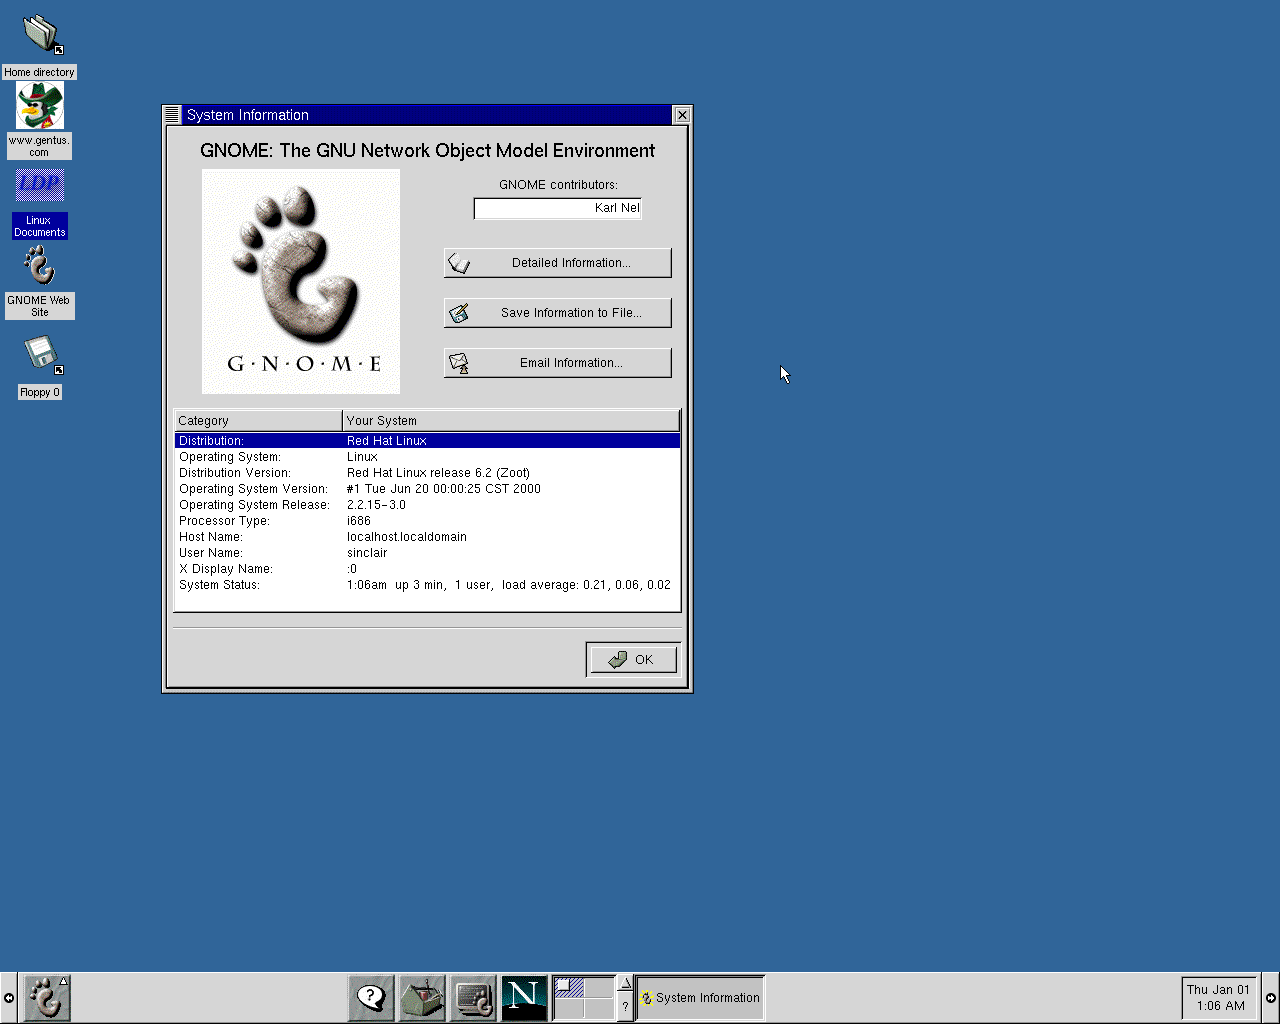 Home directory
www.gentus.
com
LDP
Linux
Documents
GNOME Web
Site
Floppy 0
System Information
GNOME: The GNU Network Object Model Environment
G·N·O·M·E
GNOME contributors:
Karl Nel
Detailed Information...
Save Information to File...
Email Information...
Category Your System
Distribution: Red Hat Linux
Operating System: Linux
Distribution Version: Red Hat Linux release 6.2 (Zoot)
Operating System Version: #1 Tue Jun 20 00:00:25 CST 2000
Operating System Release: 2.2.15-3.0
Processor Type: i686
Host Name: localhost.localdomain
User Name: sinclair
X Display Name: :0
System Status: 1:06am up 3 min, 1 user, load average: 0.21, 0.06, 0.02
OK
?
N
?
System Information
Thu Jan 01
1:06 AM